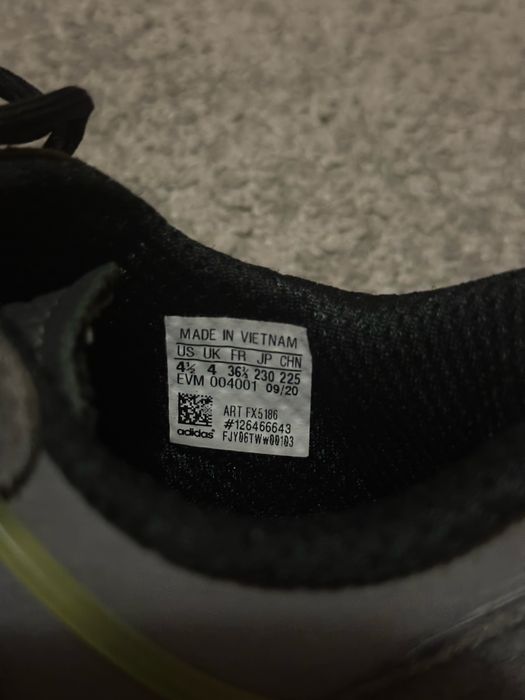 MADE IN VIETNAM
US UK FR JP CHN
4½ 4 36⅔ 230 225
EVM 004001 09/20
ART FX5186
#126466643
adidas FJY06TWw00103